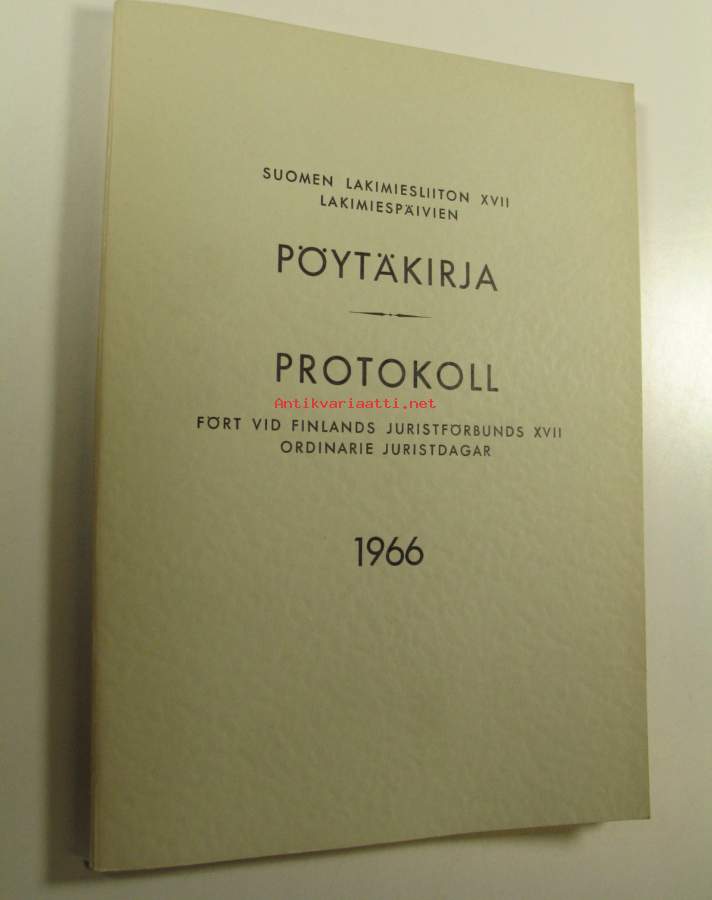 SUOMEN LAKIMIESLIITON XVII
LAKIMIESPÄIVIEN
PÖYTÄKIRJA
PROTOKOLL
Antikvariaatti.net
FÖRT VID FINLANDS JURISTFÖRBUNDS XVII
ORDINARIE JURISTDAGAR
1966